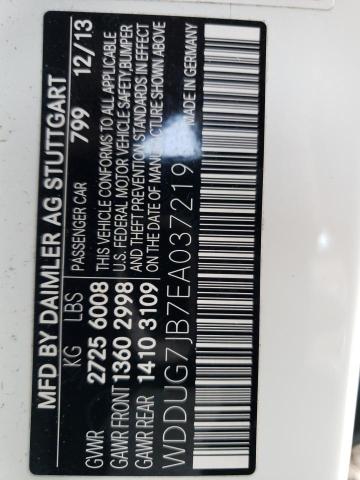 MFD BY DAIMLER AG STUTTGART
KG LBS PASSENGER CAR 799 12/13
GVWR 2725 6008 THIS VEHICLE CONFORMS TO ALL APPLICABLE
GAWR FRONT 1360 2998 U.S. FEDERAL MOTOR VEHICLE SAFETY,BUMPER
AND THEFT PREVENTION STANDARDS IN EFFECT
GAWR REAR 1410 3109 ON THE DATE OF MANUFACTURE SHOWN ABOVE
WDDUG7JB7EA037219 MADE IN GERMANY